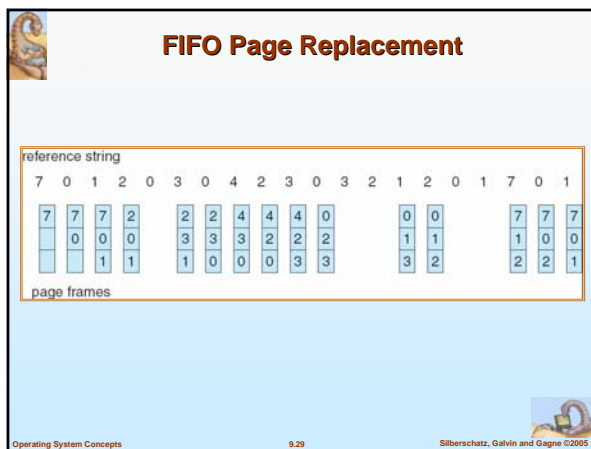 FIFO Page Replacement
reference string
7 0 1 2 0 3 0 4 2 3 0 3 2 1 2 0 1 7 0 1
7 7 7 2 2 2 4 4 4 0 0 0 7 7 7
0 0 0 3 3 3 2 2 2 1 1 1 0 0
1 1 1 0 0 0 3 3 3 2 2 2 1
page frames
Operating System Concepts 9.29 Silberschatz, Galvin and Gagne ©2005